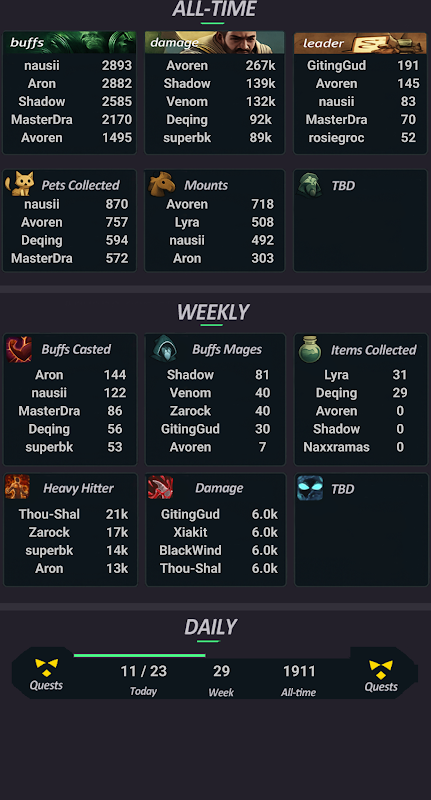 ALL-TIME
buffs
nausii 2893
Aron 2882
Shadow 2585
MasterDra 2170
Avoren 1495
damage
Avoren 267k
Shadow 139k
Venom 132k
Deqing 92k
superbk 89k
leader
GitingGud 191
Avoren 145
nausii 83
MasterDra 70
rosiegroc 52
Pets Collected
nausii 870
Avoren 757
Deqing 594
MasterDra 572
Mounts
Avoren 718
Lyra 508
nausii 492
Aron 303
TBD
WEEKLY
Buffs Casted
Aron 144
nausii 122
MasterDra 86
Deqing 56
superbk 53
Buffs Mages
Shadow 81
Venom 40
Zarock 40
GitingGud 30
Avoren 7
Items Collected
Lyra 31
Deqing 29
Avoren 0
Shadow 0
Naxxramas 0
Heavy Hitter
Thou-Shal 21k
Zarock 17k
superbk 14k
Aron 13k
Damage
GitingGud 6.0k
Xiakit 6.0k
BlackWind 6.0k
Thou-Shal 6.0k
TBD
DAILY
Quests
11 / 23
Today
29
Week
1911
All-time
Quests